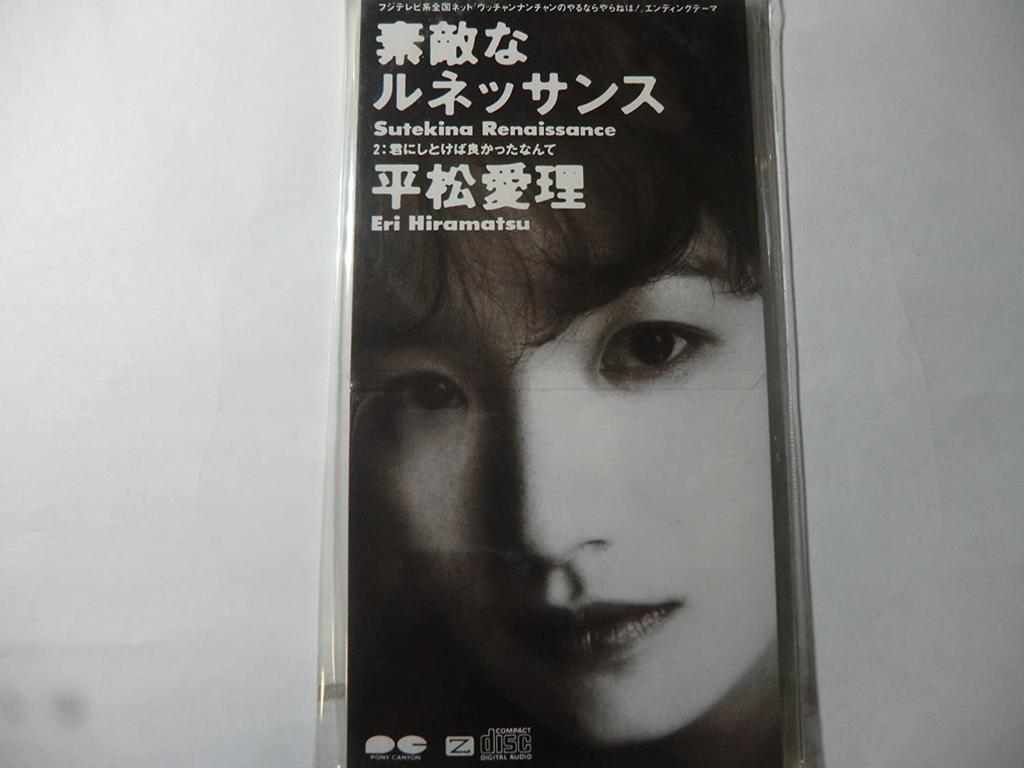 フジテレビ系全国ネット「ウッチャンナンチャンのやるならやらねば!」エンディングテーマ
素敵な
ルネッサンス
Sutekina Renaissance
2:君にしとけば良かったなんて
平松愛理
Eri Hiramatsu
PONY CANYON
Z
COMPACT
disc
DIGITAL AUDIO